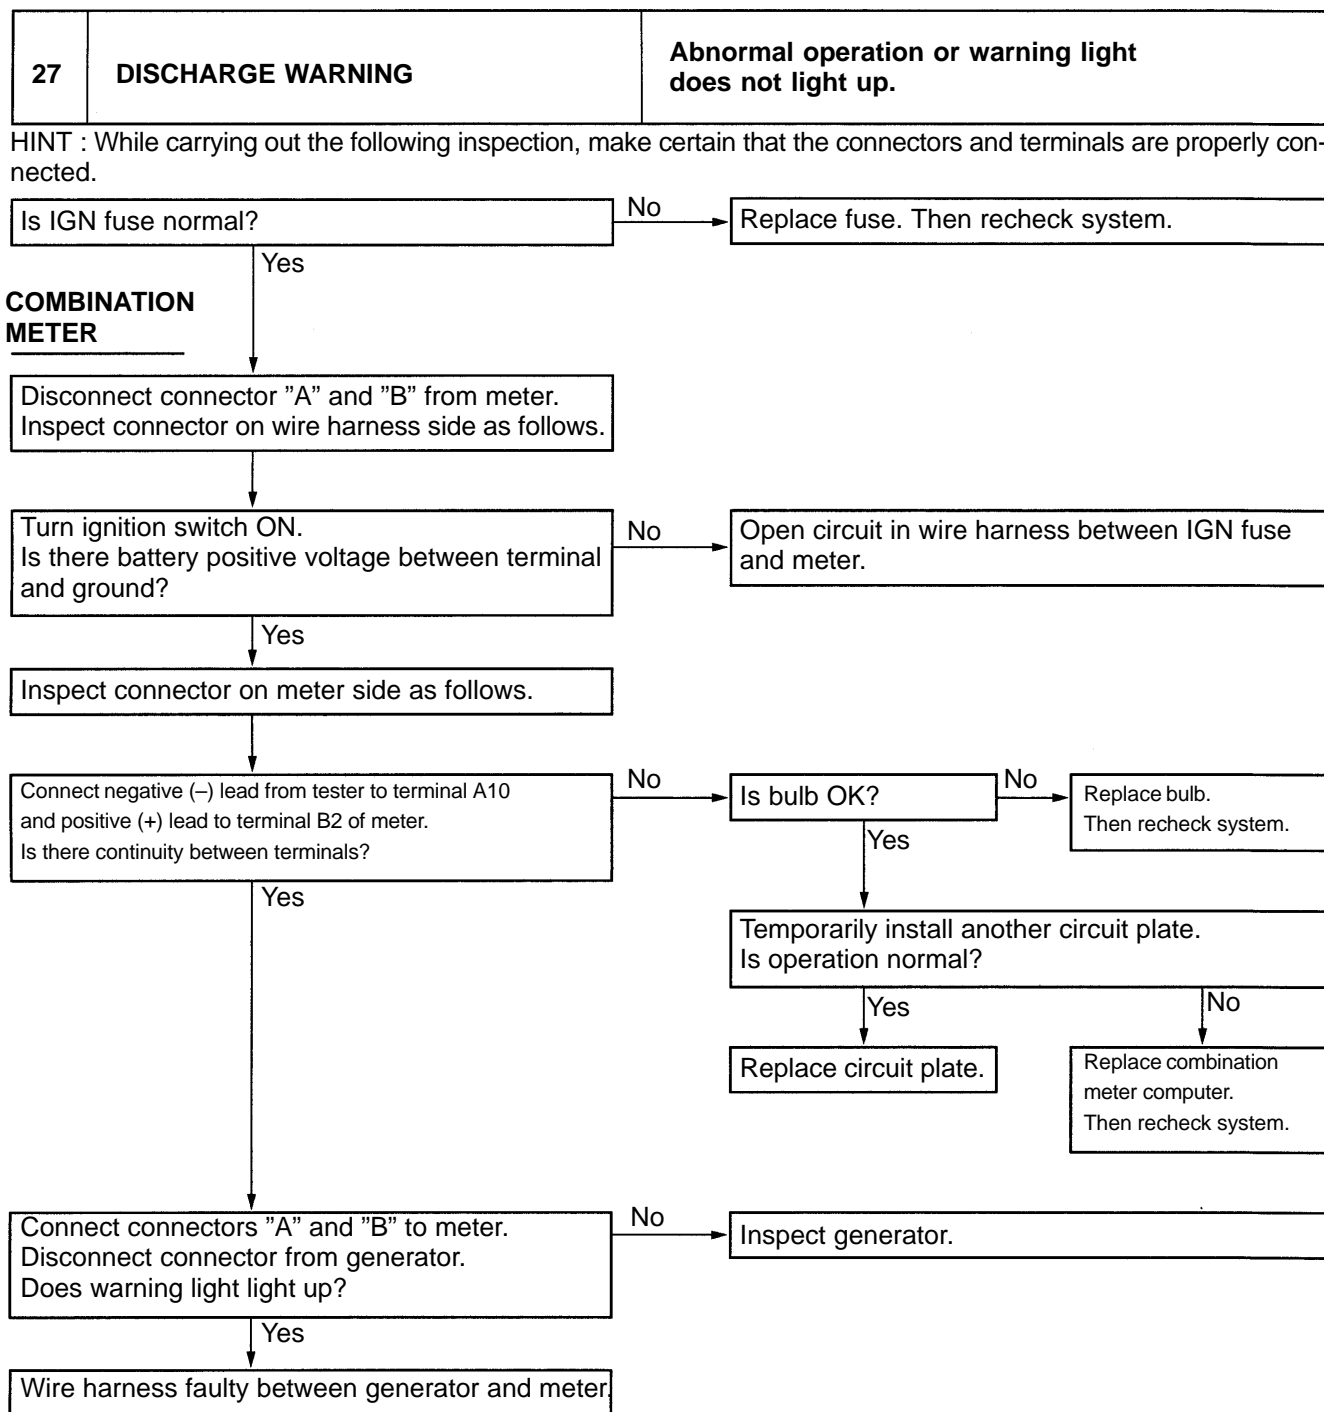 27
DISCHARGE WARNING
Abnormal operation or warning light
does not light up.
HINT : While carrying out the following inspection, make certain that the connectors and terminals are properly con-
nected.
Is IGN fuse normal?
No
Replace fuse. Then recheck system.
Yes
COMBINATION
METER
Disconnect connector ”A” and ”B” from meter.
Inspect connector on wire harness side as follows.
Turn ignition switch ON.
Is there battery positive voltage between terminal
and ground?
No
Open circuit in wire harness between IGN fuse
and meter.
Yes
Inspect connector on meter side as follows.
Connect negative (–) lead from tester to terminal A10
and positive (+) lead to terminal B2 of meter.
Is there continuity between terminals?
No
Is bulb OK?
No
Replace bulb.
Then recheck system.
Yes
Yes
Temporarily install another circuit plate.
Is operation normal?
Yes
No
Replace circuit plate.
Replace combination
meter computer.
Then recheck system.
Connect connectors ”A” and ”B” to meter.
Disconnect connector from generator.
Does warning light light up?
No
Inspect generator.
Yes
Wire harness faulty between generator and meter.